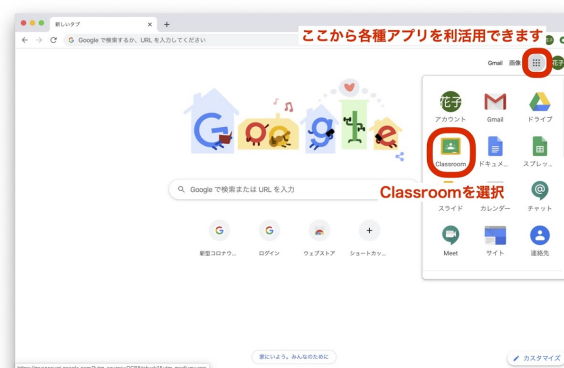 新しいタブ
Google で検索するか、URL を入力してください
ここから各種アプリを利活用できます
Gmail 画像
花子
花子
アカウント Gmail ドライブ
Classroom ドキュメ... スプレッ...
Google で検索または URL を入力
Classroomを選択
スライド カレンダー チャット
新型コロナウ... ログイン ウェブストア ショートカッ...
Meet サイト 連絡先
家にいよう。みんなのために
カスタマイズ